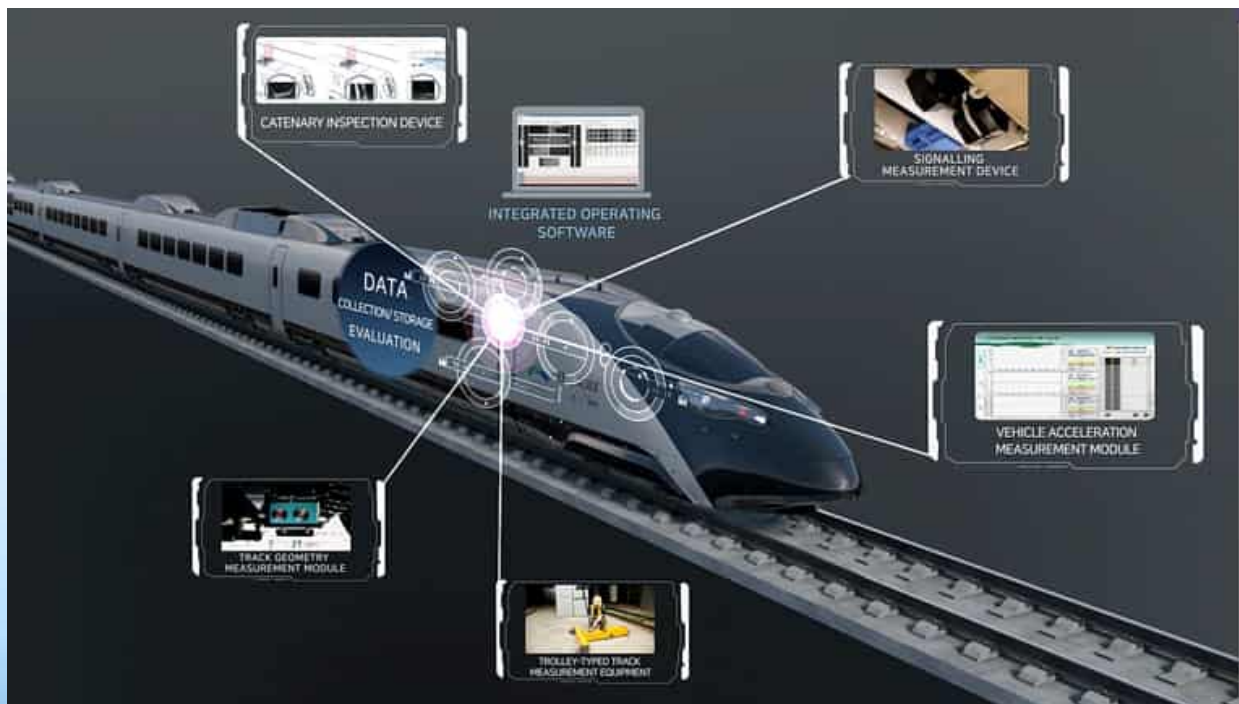 CATENARY INSPECTION DEVICE
SIGNALLING
MEASUREMENT DEVICE
INTEGRATED OPERATING
SOFTWARE
DATA
COLLECTION/ STORAGE
EVALUATION
VEHICLE ACCELERATION
MEASUREMENT MODULE
TRACK GEOMETRY
MEASUREMENT MODULE
TROLLEY-TYPED TRACK
MEASUREMENT EQUIPMENT